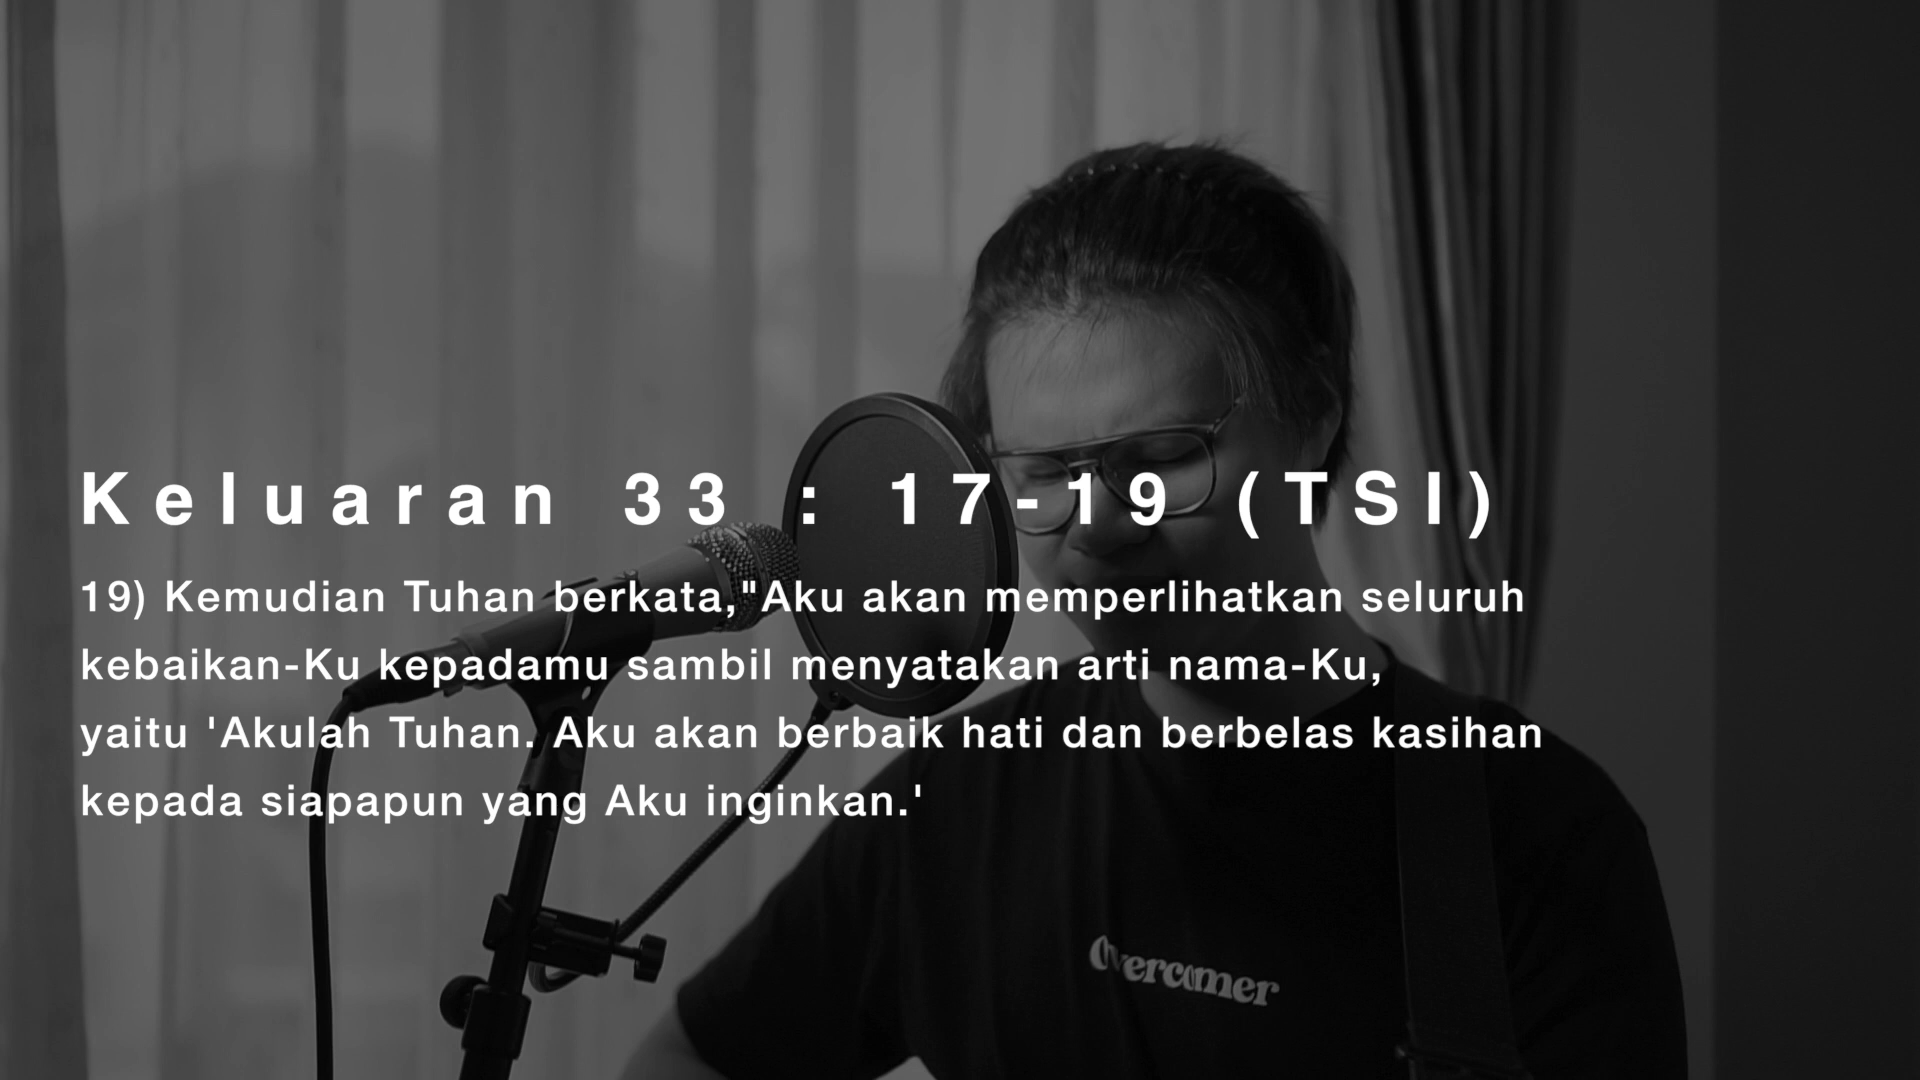 Keluaran 33 : 17-19 (TSI)
19) Kemudian Tuhan berkata,"Aku akan memperlihatkan seluruh
kebaikan-Ku kepadamu sambil menyatakan arti nama-Ku,
yaitu 'Akulah Tuhan. Aku akan berbaik hati dan berbelas kasihan
kepada siapapun yang Aku inginkan.'
Overcomer